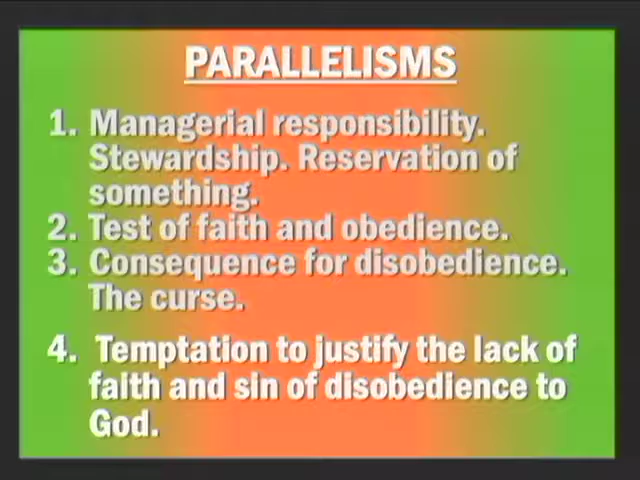 PARALLELISMS
1. Managerial responsibility.
Stewardship. Reservation of
something.
2. Test of faith and obedience.
3. Consequence for disobedience.
The curse.
4. Temptation to justify the lack of
faith and sin of disobedience to
God.